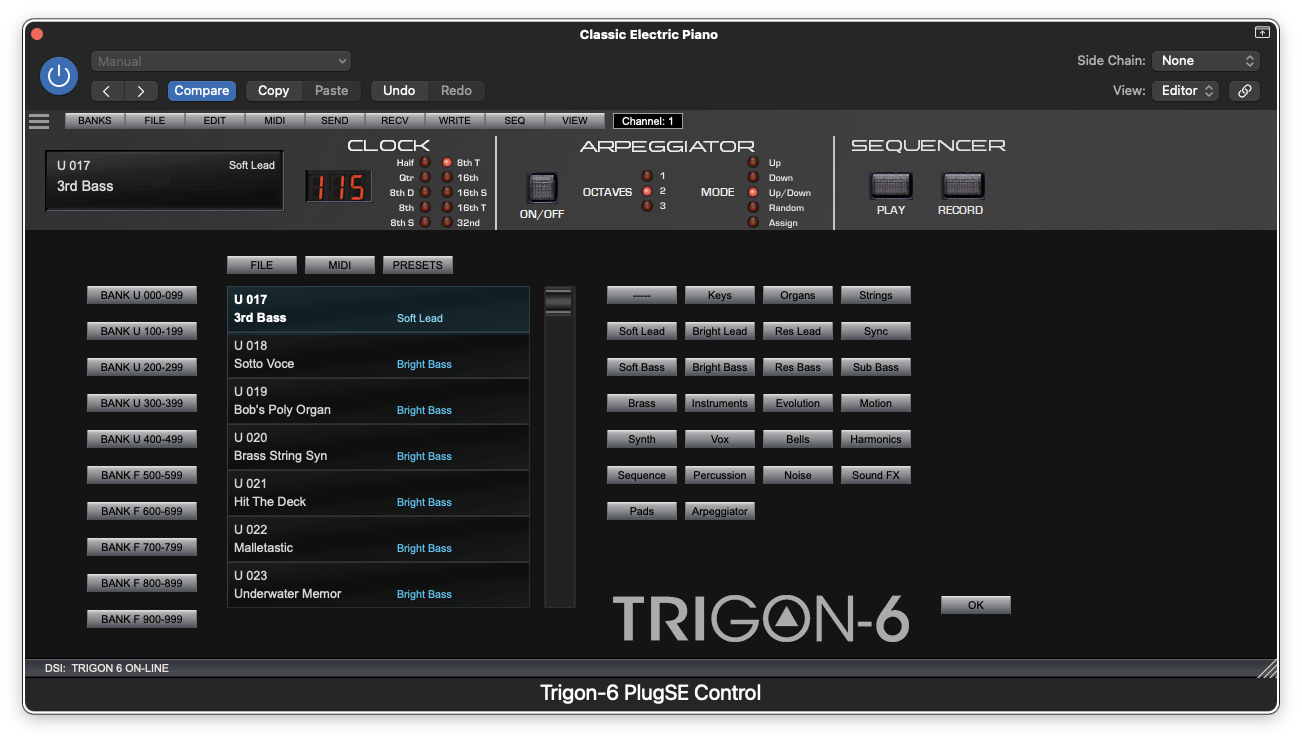 Classic Electric Piano
Manual
Side Chain: None
Compare Copy Paste Undo Redo
View: Editor
BANKS FILE EDIT MIDI SEND RECV WRITE SEQ VIEW Channel: 1
U 017 Soft Lead
3rd Bass
CLOCK
115
Half 8th T
Qtr 16th
8th D 16th S
8th 16th T
8th S 32nd
ARPEGGIATOR
ON/OFF
OCTAVES
1
2
3
MODE
Up
Down
Up/Down
Random
Assign
SEQUENCER
PLAY RECORD
FILE MIDI PRESETS
BANK U 000-099
BANK U 100-199
BANK U 200-299
BANK U 300-399
BANK U 400-499
BANK F 500-599
BANK F 600-699
BANK F 700-799
BANK F 800-899
BANK F 900-999
U 017
3rd Bass Soft Lead
U 018
Sotto Voce Bright Bass
U 019
Bob's Poly Organ Bright Bass
U 020
Brass String Syn Bright Bass
U 021
Hit The Deck Bright Bass
U 022
Malletastic Bright Bass
U 023
Underwater Memor Bright Bass
----- Keys Organs Strings
Soft Lead Bright Lead Res Lead Sync
Soft Bass Bright Bass Res Bass Sub Bass
Brass Instruments Evolution Motion
Synth Vox Bells Harmonics
Sequence Percussion Noise Sound FX
Pads Arpeggiator
TRIGON-6
OK
DSI: TRIGON 6 ON-LINE
Trigon-6 PlugSE Control